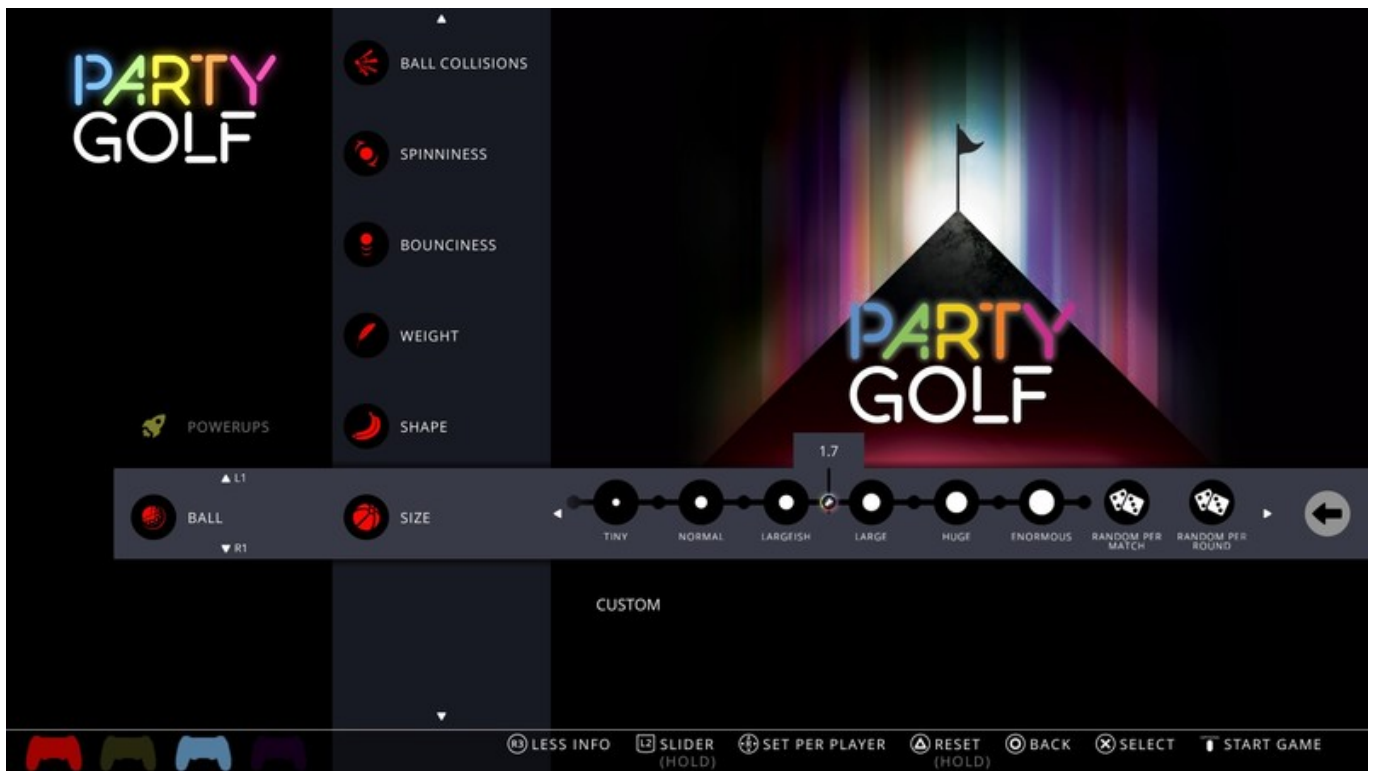 PARTY
GOLF
BALL COLLISIONS
SPINNINESS
BOUNCINESS
WEIGHT
POWERUPS
SHAPE
PARTY
GOLF
1.7
L1
BALL
R1
SIZE
TINY
NORMAL
LARGEISH
LARGE
HUGE
ENORMOUS
RANDOM PER
MATCH
RANDOM PER
ROUND
CUSTOM
R3 LESS INFO
L2 SLIDER
(HOLD)
SET PER PLAYER
RESET
(HOLD)
BACK
SELECT
START GAME